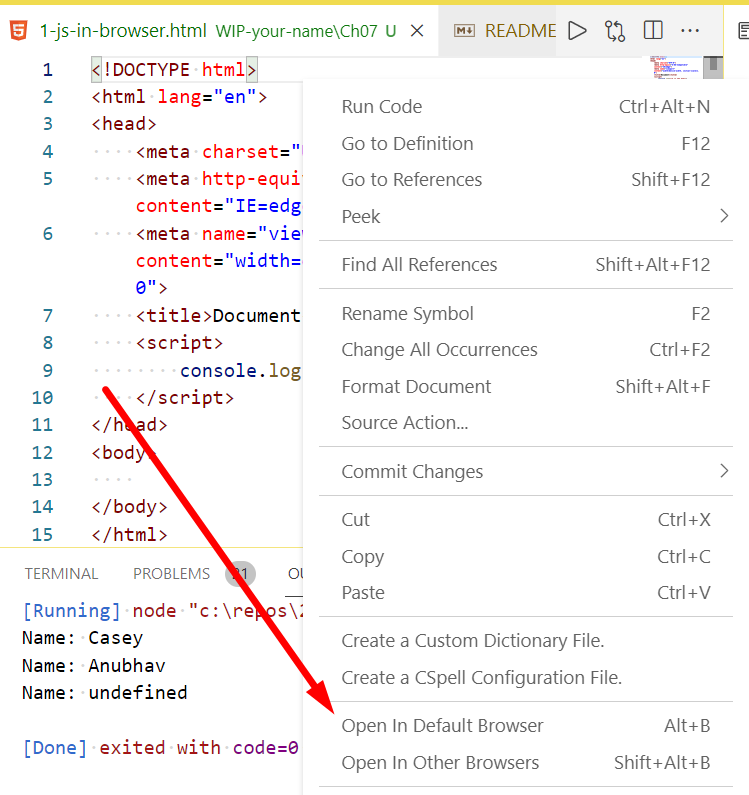 1-js-in-browser.html WIP-your-name\Ch07 U
README
1 <!DOCTYPE html>
2 <html lang="en">
3 <head>
4 <meta charset="
5 <meta http-equi
content="IE=edg
6 <meta name="view
content="width=
0">
7 <title>Document
8 <script>
9 console.log
10 </script>
11 </head>
12 <body>
13
14 </body>
15 </html>
Run Code Ctrl+Alt+N
Go to Definition F12
Go to References Shift+F12
Peek
Find All References Shift+Alt+F12
Rename Symbol F2
Change All Occurrences Ctrl+F2
Format Document Shift+Alt+F
Source Action...
Commit Changes
Cut Ctrl+X
Copy Ctrl+C
Paste Ctrl+V
Create a Custom Dictionary File.
Create a CSpell Configuration File.
Open In Default Browser Alt+B
Open In Other Browsers Shift+Alt+B
TERMINAL PROBLEMS OU
[Running] node "c:\repos\2
Name: Casey
Name: Anubhav
Name: undefined
[Done] exited with code=0